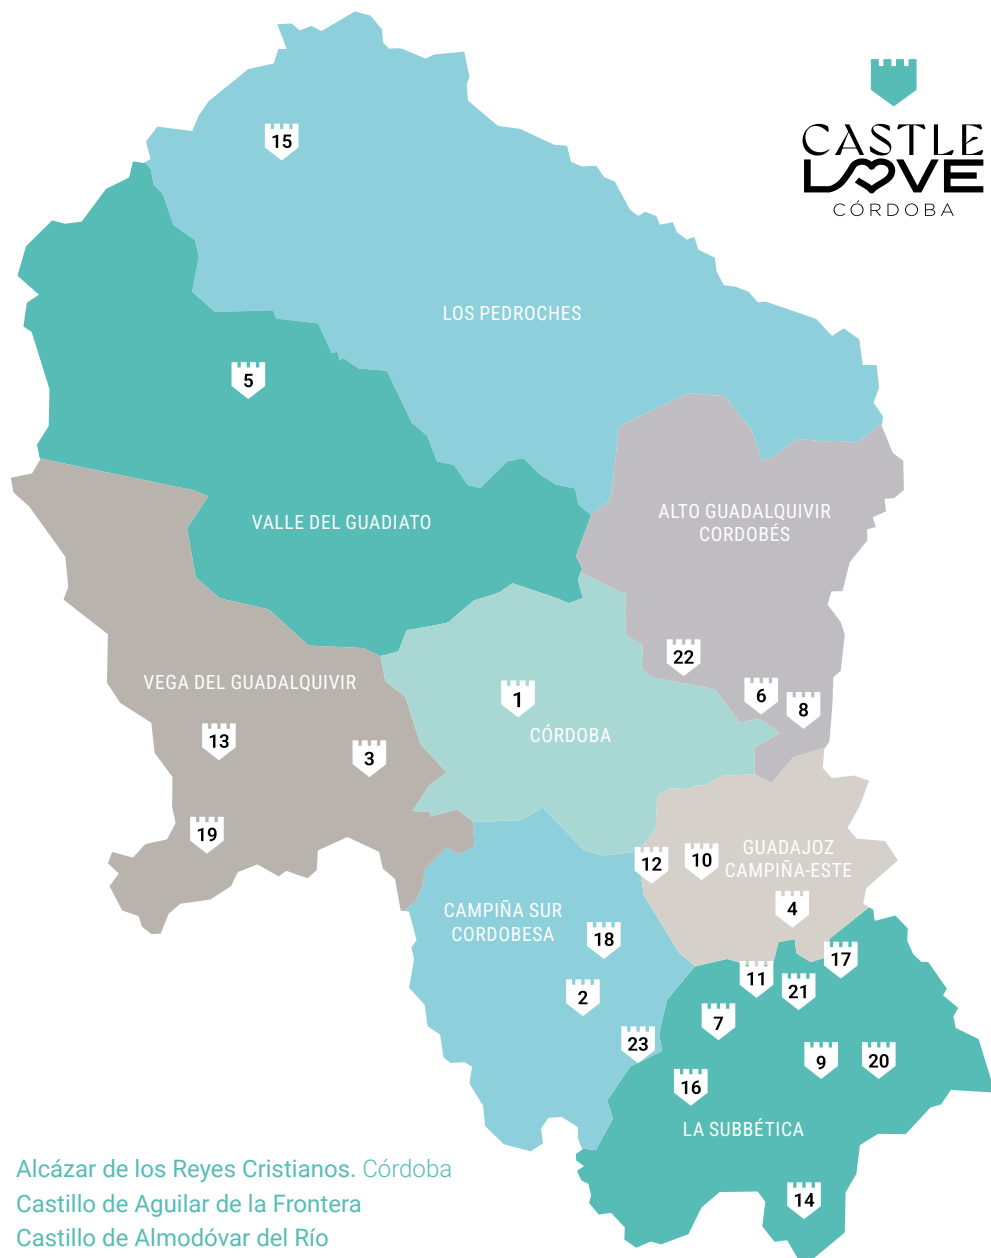 CASTLE
LOVE
CÓRDOBA
15
LOS PEDROCHES
5
VALLE DEL GUADIATO
ALTO GUADALQUIVIR
CORDOBÉS
22
6
8
VEGA DEL GUADALQUIVIR
1
CÓRDOBA
13
3
19
12
10
GUADAJOZ
CAMPIÑA-ESTE
4
CAMPIÑA SUR
CORDOBESA
18
2
23
17
11
21
7
9
20
16
LA SUBBÉTICA
14
Alcázar de los Reyes Cristianos. Córdoba
Castillo de Aguilar de la Frontera
Castillo de Almodóvar del Río